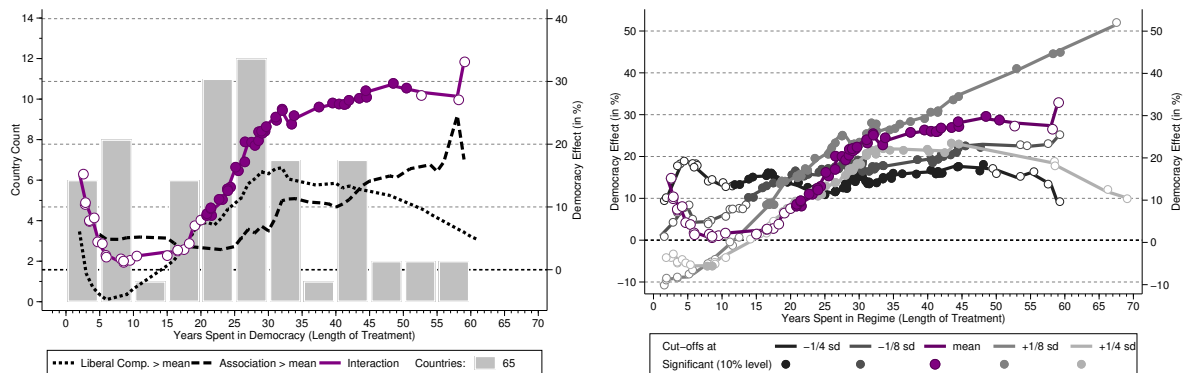 14
12
10
8
6
4
2
0
Country Count
40
30
20
10
0
Democracy Effect (in %)
0 5 10 15 20 25 30 35 40 45 50 55 60 65 70
Years Spent in Democracy (Length of Treatment)
Liberal Comp. > mean Association > mean Interaction Countries: 65
50
40
30
20
10
0
−10
Democracy Effect (in %)
50
40
30
20
10
0
−10
Democracy Effect (in %)
0 5 10 15 20 25 30 35 40 45 50 55 60 65 70
Years Spent in Regime (Length of Treatment)
Cut−offs at −1/4 sd −1/8 sd mean +1/8 sd +1/4 sd
Significant (10% level)